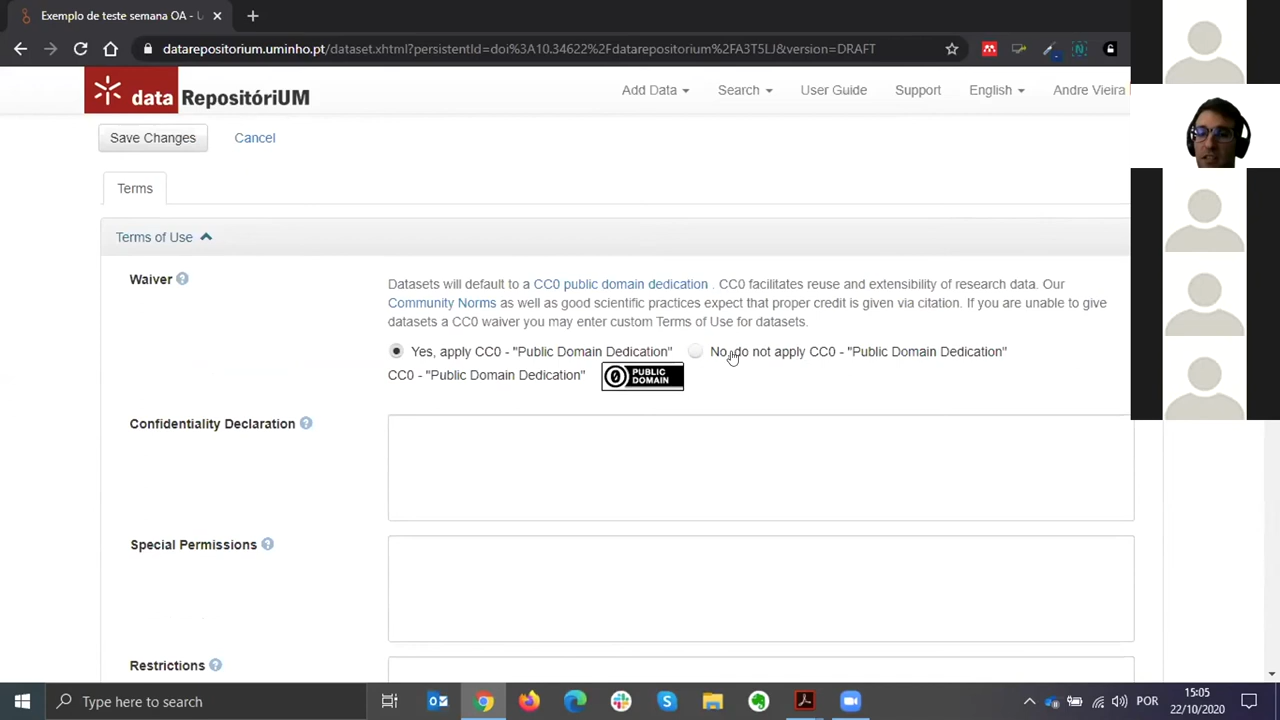 Exemplo de teste semana OA - U
datarepositorium.uminho.pt/dataset.xhtml?persistentId=doi%3A10.34622%2Fdatarepositorium%2FA3T5LJ&version=DRAFT
data RepositóriUM
Add Data
Search
User Guide
Support
English
Andre Vieira
Save Changes
Cancel
Terms
Terms of Use
Waiver
Datasets will default to a CC0 public domain dedication . CC0 facilitates reuse and extensibility of research data. Our
Community Norms as well as good scientific practices expect that proper credit is given via citation. If you are unable to give
datasets a CC0 waiver you may enter custom Terms of Use for datasets.
Yes, apply CC0 - "Public Domain Dedication"
No, do not apply CC0 - "Public Domain Dedication"
CC0 - "Public Domain Dedication"
PUBLIC
DOMAIN
Confidentiality Declaration
Special Permissions
Restrictions
Type here to search
POR
15:05
22/10/2020